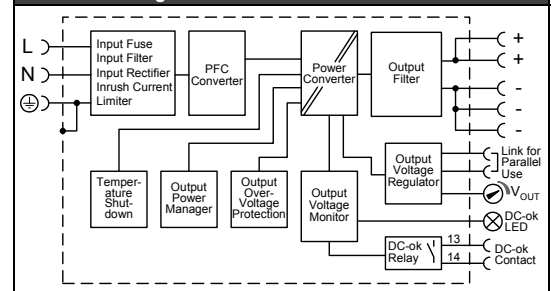 L
N
Input Fuse
Input Filter
Input Rectifier
Inrush Current
Limiter
PFC
Converter
Power
Converter
Output
Filter
+
+
-
-
-
Temper-
ature
Shut-
down
Output
Power
Manager
Output
Over-
Voltage
Protection
Output
Voltage
Monitor
Output
Voltage
Regulator
Link for
Parallel
Use
VOUT
DC-ok
LED
DC-ok
Relay
13
14
DC-ok
Contact